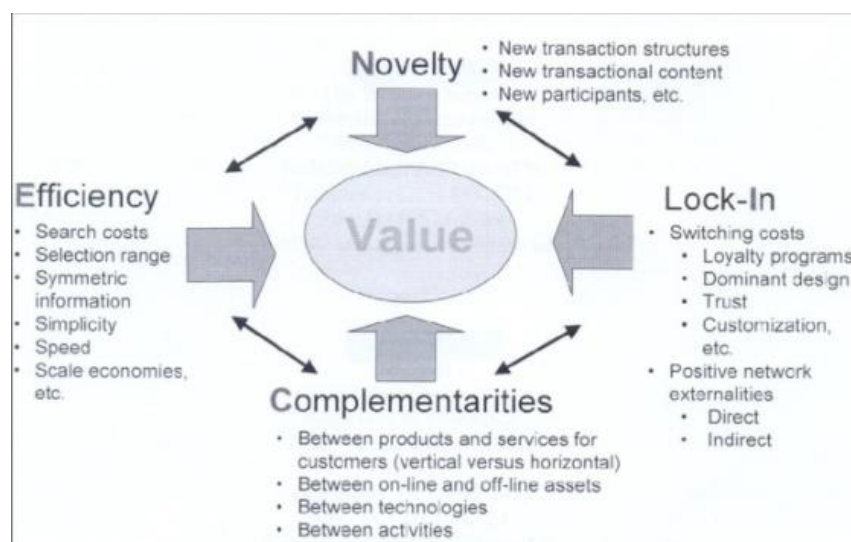 Novelty
• New transaction structures
• New transactional content
• New participants, etc.
Efficiency
• Search costs
• Selection range
• Symmetric
information
• Simplicity
• Speed
• Scale economies,
etc.
Value
Lock-In
• Switching costs
• Loyalty programs
• Dominant design
• Trust
• Customization,
etc.
• Positive network
externalities
• Direct
• Indirect
Complementarities
• Between products and services for
customers (vertical versus horizontal)
• Between on-line and off-line assets
• Between technologies
• Between activities